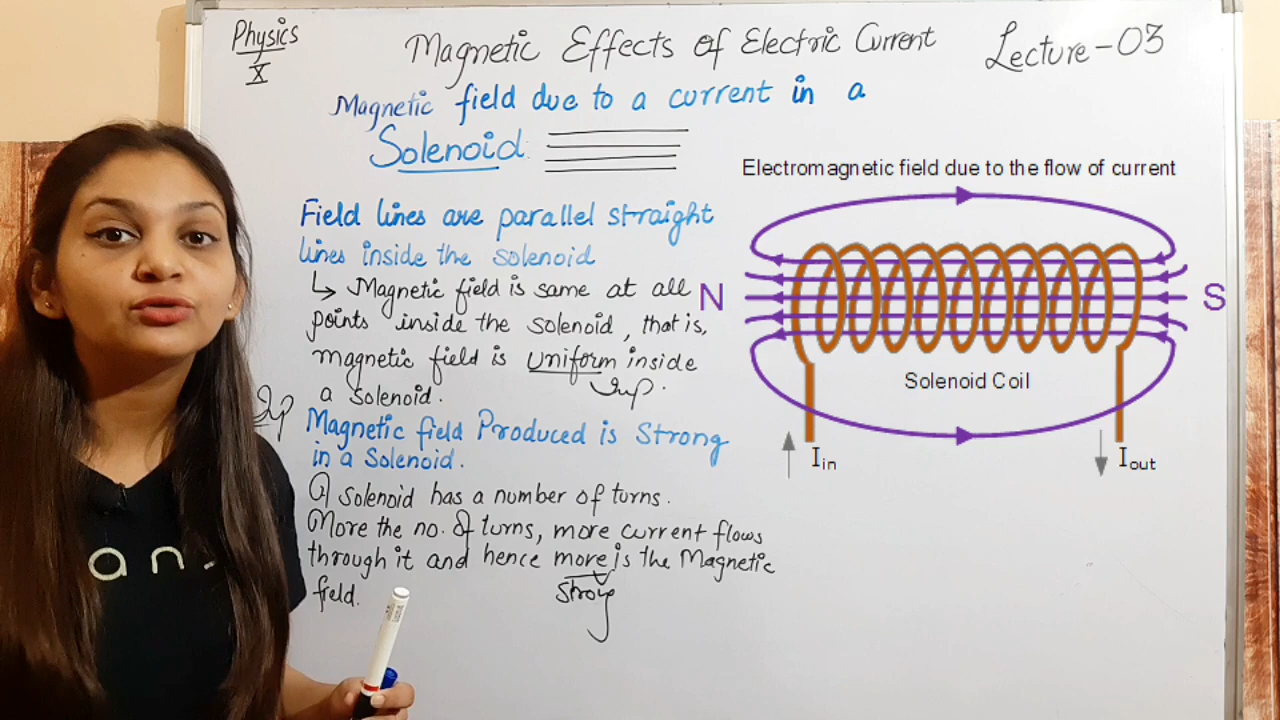 Physics
X
Magnetic Effects of Electric Current
Lecture-03
Magnetic field due to a current in a
Solenoid
Field lines are parallel straight
lines inside the solenoid
↳ Magnetic field is same at all
points inside the solenoid, that is,
magnetic field is uniform inside
a solenoid.
Imp.
Imp
Magnetic field Produced is Strong
in a Solenoid.
A solenoid has a number of turns.
More the no. of turns, more current flows
through it and hence more is the Magnetic
field.
Strong
Electromagnetic field due to the flow of current
N
S
Solenoid Coil
Iin
Iout
an